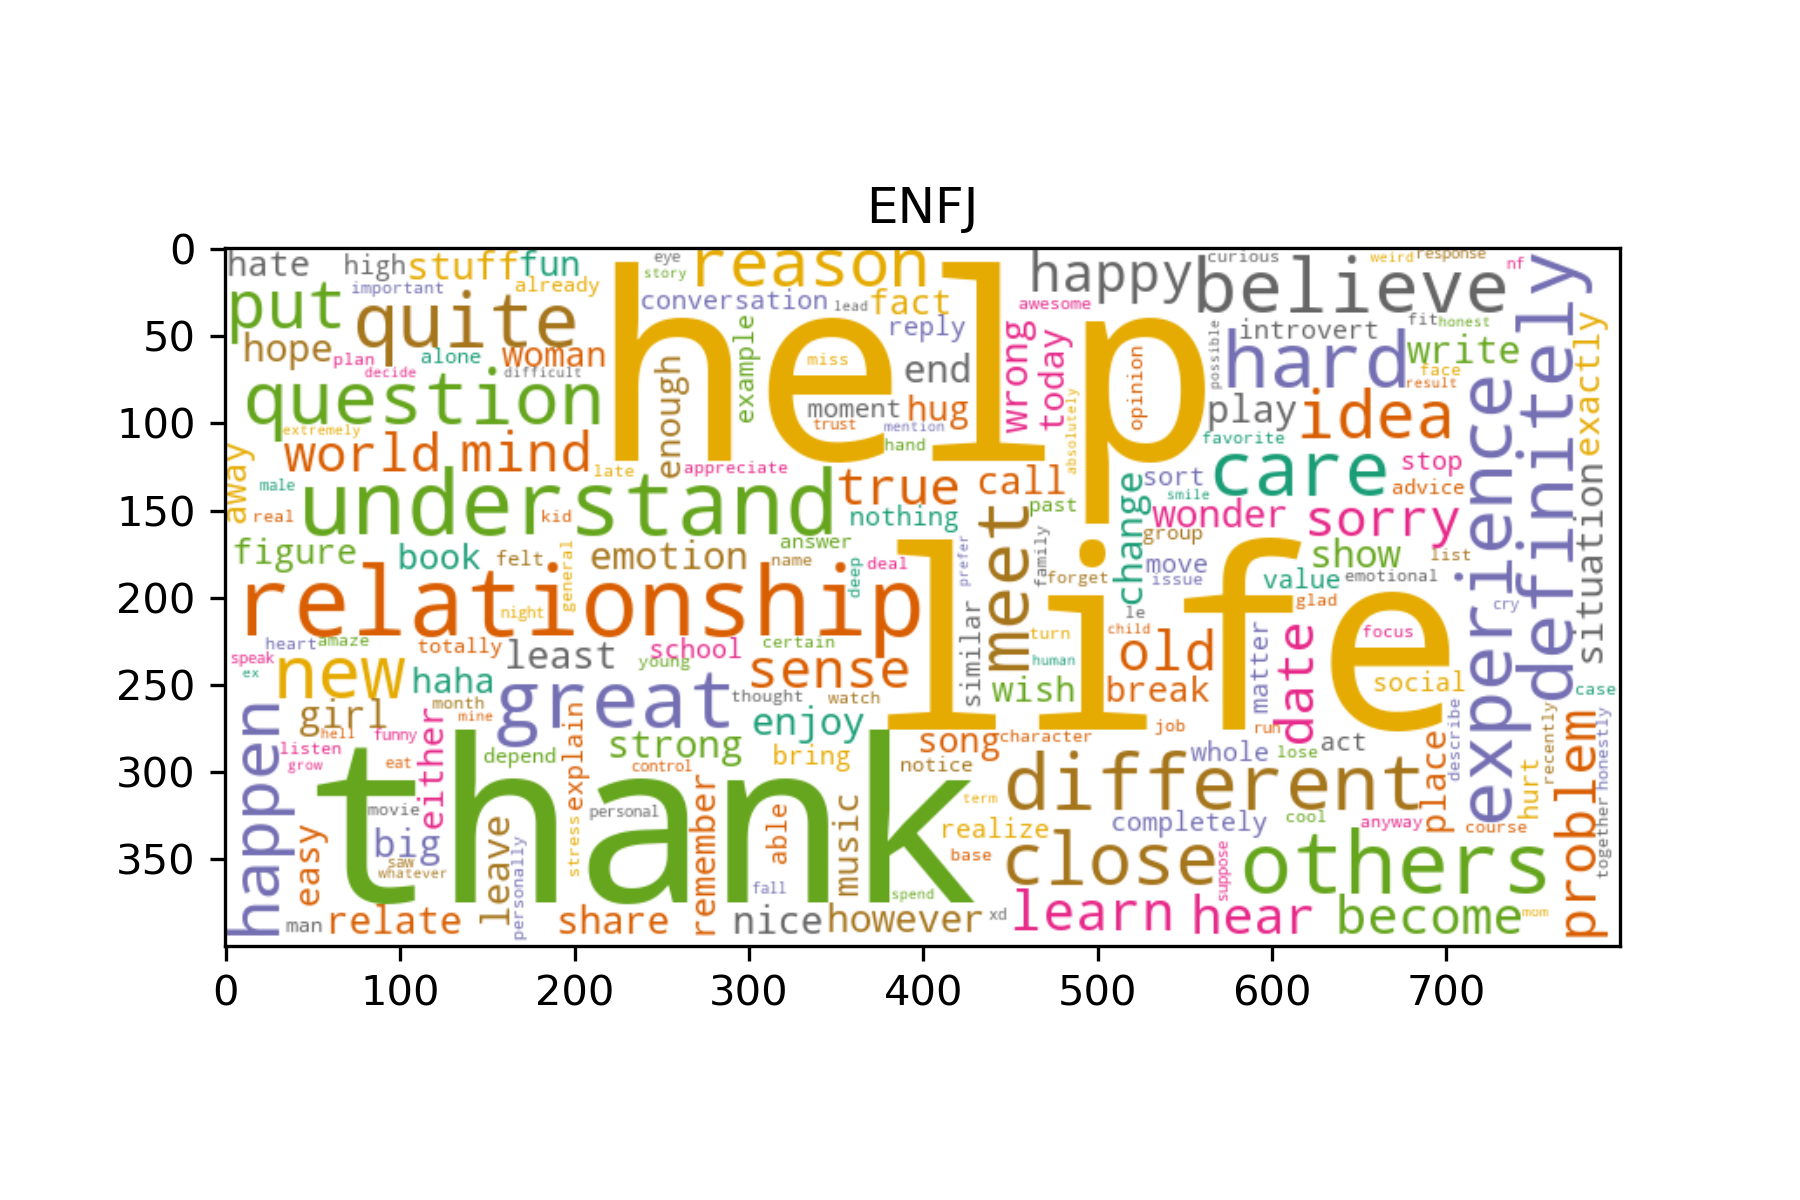 ENFJ
0
50
100
150
200
250
300
350
0 100 200 300 400 500 600 700
hate high stuff fun eye story reason happy curious believe weird response nf
put important already conversation lead fact awesome definitely
quite help reply wrong today introvert fit honest exactly
hope plan alone woman example miss end possible hard write
decide difficult enough opinion face result
question moment hug play idea experience
extremely trust mention absolutely favorite
world mind hand care stop
away late appreciate call sort advice situation
male understand true past smile
real kid nothing meet change wonder sorry
figure book felt emotion answer group show list
general name deep deal prefer family forget move issue value emotional
relationship life glad cry
night similar le child
heart amaze totally certain turn matter date focus
speak ex least school young sense human old
new haha great thought watch wish break social case
girl month mine enjoy job run
happen hell funny explain song character describe recently honestly
listen either depend strong bring whole lose act place
grow eat control notice different hurt problem
thank movie personal remember able music term
big stress realize completely cool anyway course together
easy saw whatever leave personally base close suppose others
fall spend
man relate share nice however xd learn hear become mom